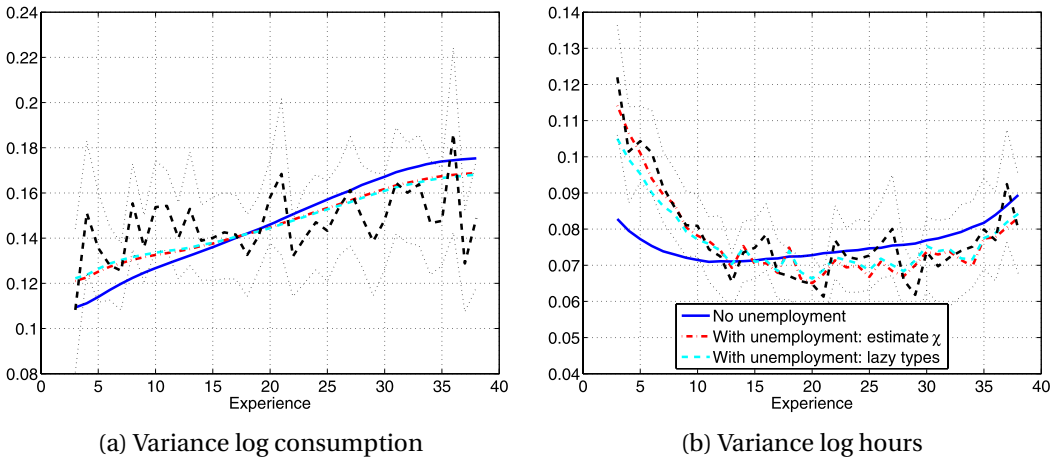 0.24
0.22
0.2
0.18
0.16
0.14
0.12
0.1
0.08
0 5 10 15 20 25 30 35 40
Experience
(a) Variance log consumption
0.14
0.13
0.12
0.11
0.1
0.09
0.08
0.07
0.06
0.05
0.04
No unemployment
With unemployment: estimate χ
With unemployment: lazy types
0 5 10 15 20 25 30 35 40
Experience
(b) Variance log hours